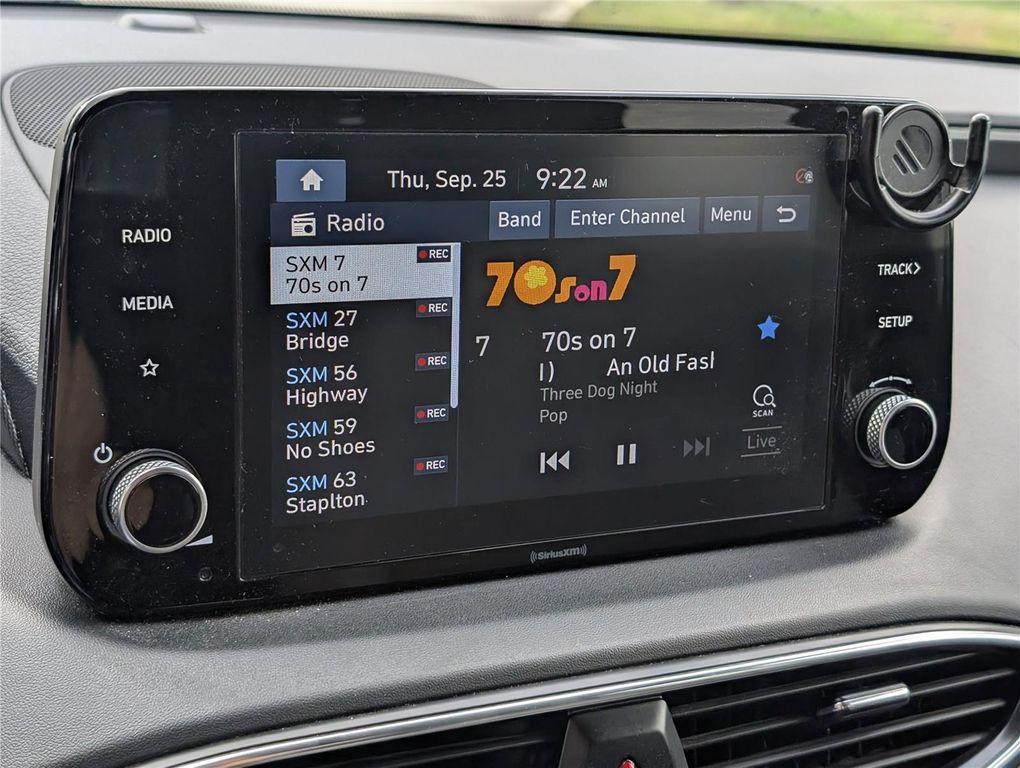 Thu, Sep. 25 9:22 AM
Radio Band Enter Channel Menu
RADIO
MEDIA
SXM 7 REC
70s on 7
SXM 27 REC
Bridge
SXM 56 REC
Highway
SXM 59 REC
No Shoes
SXM 63 REC
Staplton
70s on 7
7 70s on 7
I) An Old Fasl
Three Dog Night
Pop
SCAN
Live
TRACK
SETUP
SiriusXM